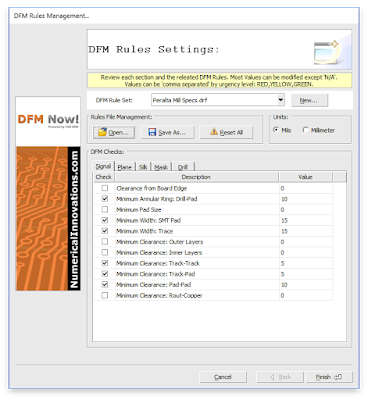 DFM Rules Management..
DFM Rules Settings:
Review each section and the releated DFM Rules. Most Values can be modified except 'N/A'.
Values can be 'comma separated' by urgency level: RED,YELLOW,GREEN.
DFM Rule Set:
Peralta Mill Specs.drf
New...
Rules File Management:
Open...
Save As...
Reset All
Units:
Mils
Millimeter
DFM Now!
NumericalInnovations.com
DFM Checks:
Signal Plane Silk Mask Drill
Check Description Value
Clearance from Board Edge 0
Minimum Annular Ring: Drill-Pad 10
Minimum Pad Size 0
Minimum Width: SMT Pad 15
Minimum Width: Trace 15
Minimum Clearance: Outer Layers 0
Minimum Clearance: Inner Layers 0
Minimum Clearance: Track-Track 5
Minimum Clearance: Track-Pad 5
Minimum Clearance: Pad-Pad 10
Minimum Clearance: Rout-Copper 0
Cancel
Back
Finish